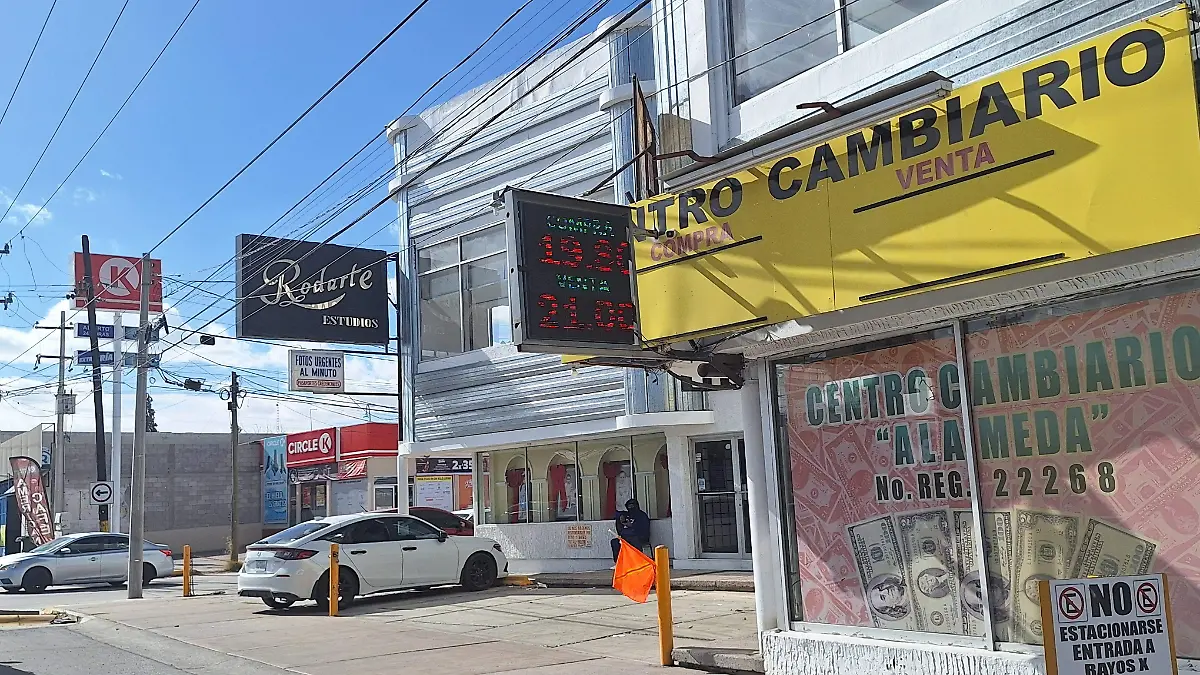 K
Rodarte
ESTUDIOS
FOTOS URGENTES
AL MINUTO
CIRCLE K
COMPRA
19.80
VENTA
21.00
NTRO CAMBIARIO
COMPRA
VENTA
CENTRO CAMBIARIO
"ALAMEDA"
No. REG. 22268
NO
ESTACIONARSE
ENTRADA A
RAYOS X